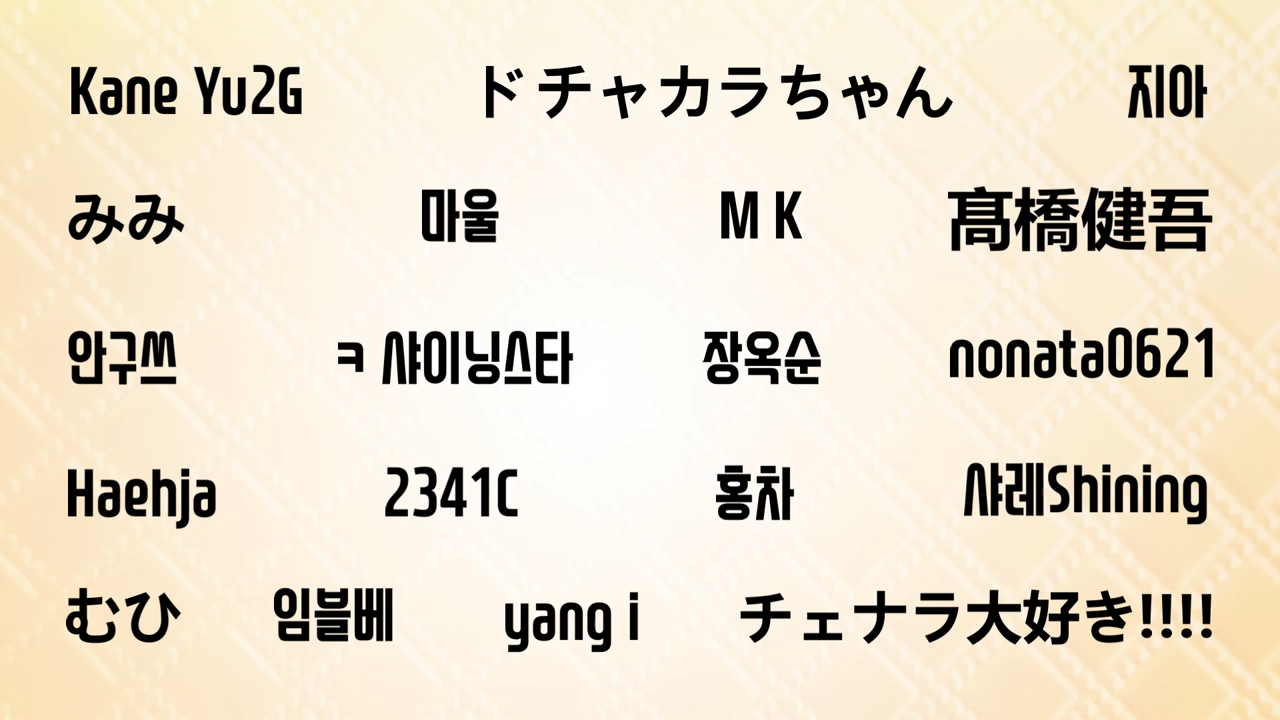 Kane Yu2G ドチャカラちゃん 지아
みみ 마울 M K 髙橋健吾
안구쓰 ㅋ 샤이닝스타 장옥순 nonata0621
Haehja 2341C 홍차 샤레Shining
むひ 임블베 yang i チェナラ大好き!!!!